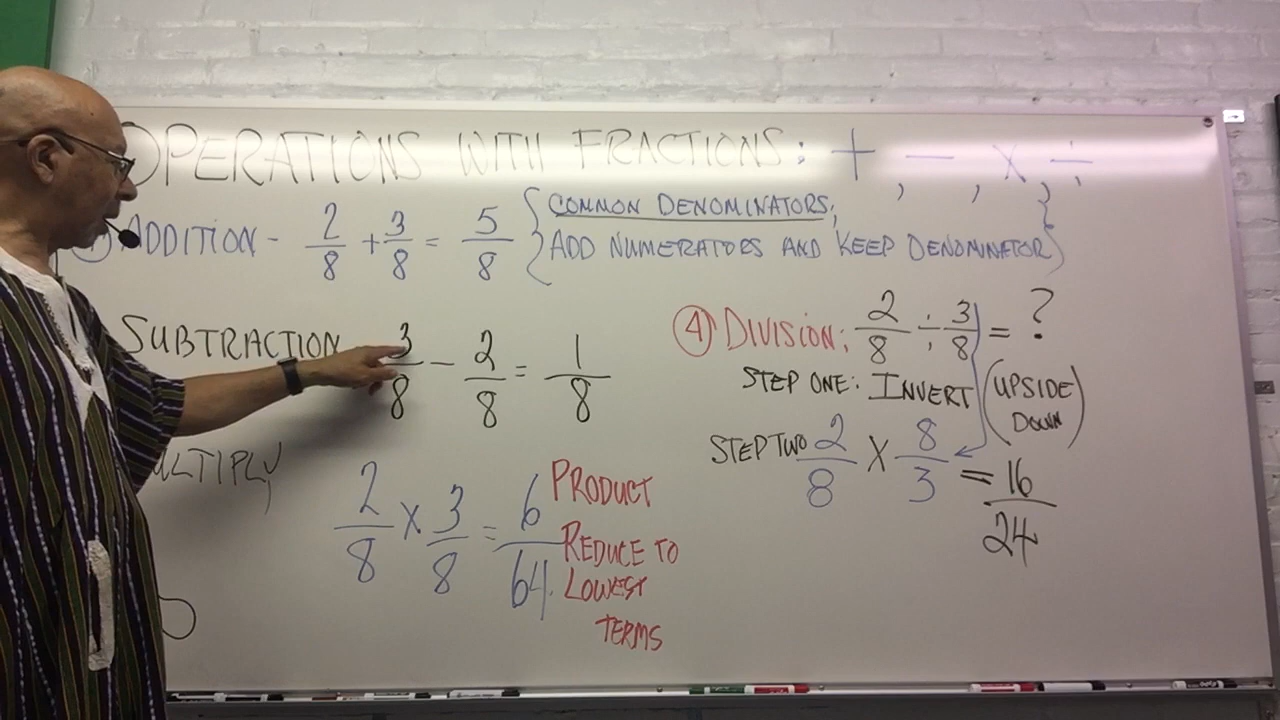 OPERATIONS WITH FRACTIONS: +, -, x, ÷
ADDITION - 2/8 + 3/8 = 5/8 {COMMON DENOMINATORS;
ADD NUMERATORS AND KEEP DENOMINATOR}
SUBTRACTION 3/8 - 2/8 = 1/8
2/8 x 3/8 = 6/64 PRODUCT
REDUCE TO
LOWEST
TERMS
④ DIVISION: 2/8 ÷ 3/8 = ?
STEP ONE: INVERT (UPSIDE
DOWN)
STEP TWO 2/8 X 8/3 = 16/24